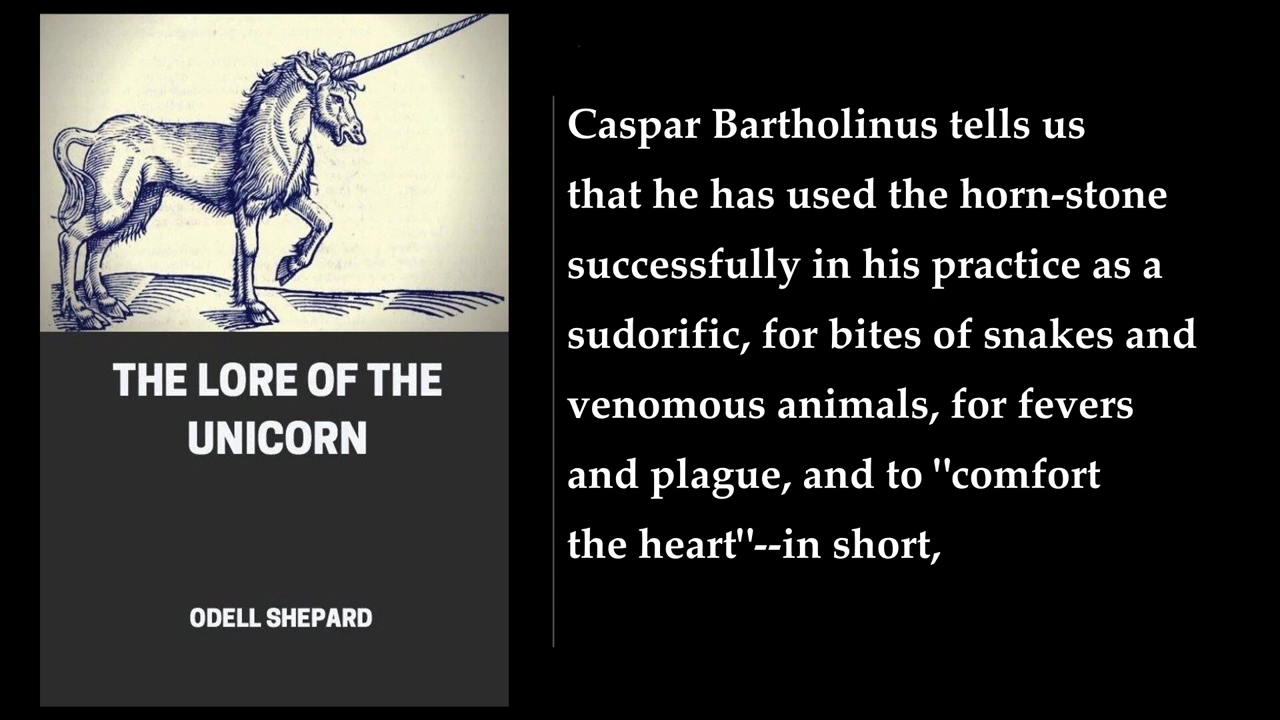 THE LORE OF THE
UNICORN
ODELL SHEPARD
Caspar Bartholinus tells us
that he has used the horn-stone
successfully in his practice as a
sudorific, for bites of snakes and
venomous animals, for fevers
and plague, and to "comfort
the heart"--in short,